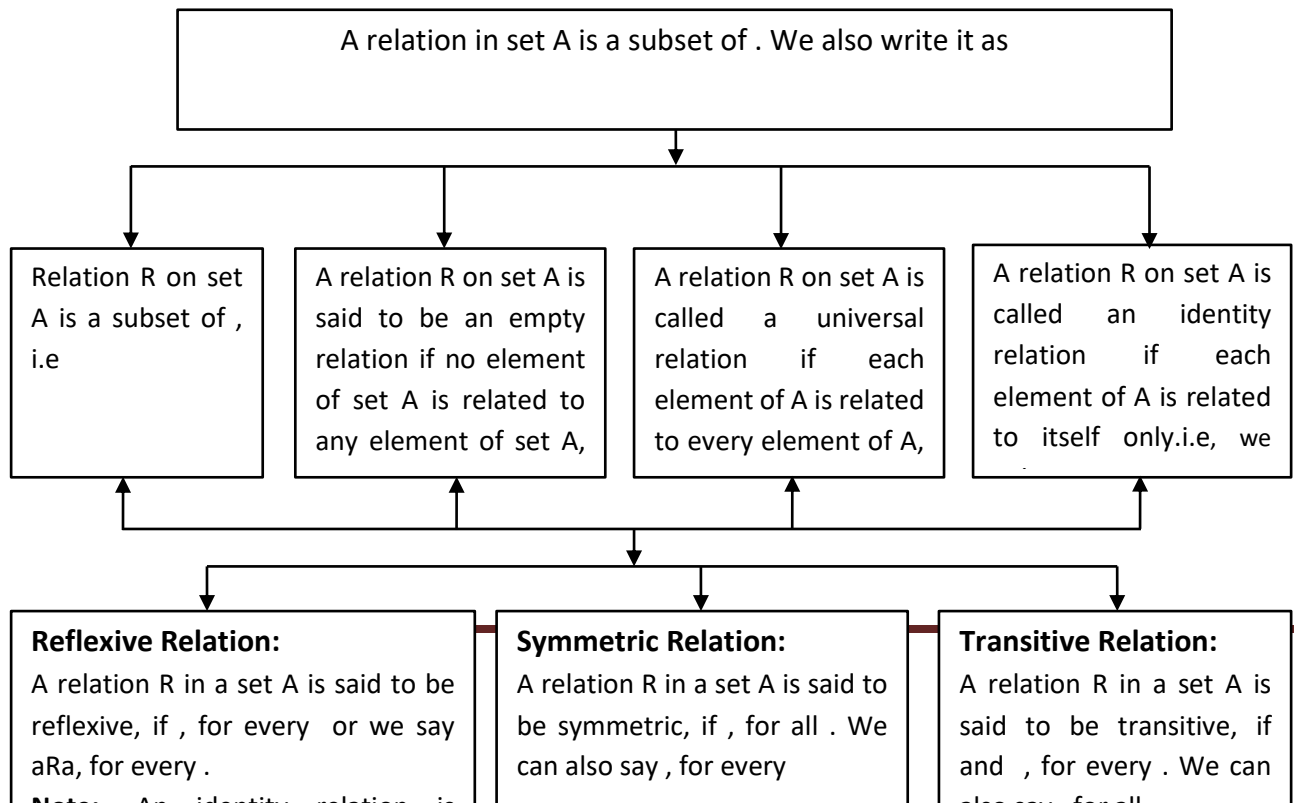 A relation in set A is a subset of . We also write it as
Relation R on set
A is a subset of ,
i.e
A relation R on set A is
said to be an empty
relation if no element
of set A is related to
any element of set A,
A relation R on set A is
called a universal
relation if each
element of A is related
to every element of A,
A relation R on set A is
called an identity
relation if each
element of A is related
to itself only.i.e, we
Reflexive Relation:
A relation R in a set A is said to be
reflexive, if , for every or we say
aRa, for every .
Note: An identity relation is
Symmetric Relation:
A relation R in a set A is said to
be symmetric, if , for all . We
can also say , for every
Transitive Relation:
A relation R in a set A is
said to be transitive, if
and , for every . We can
also say , for all